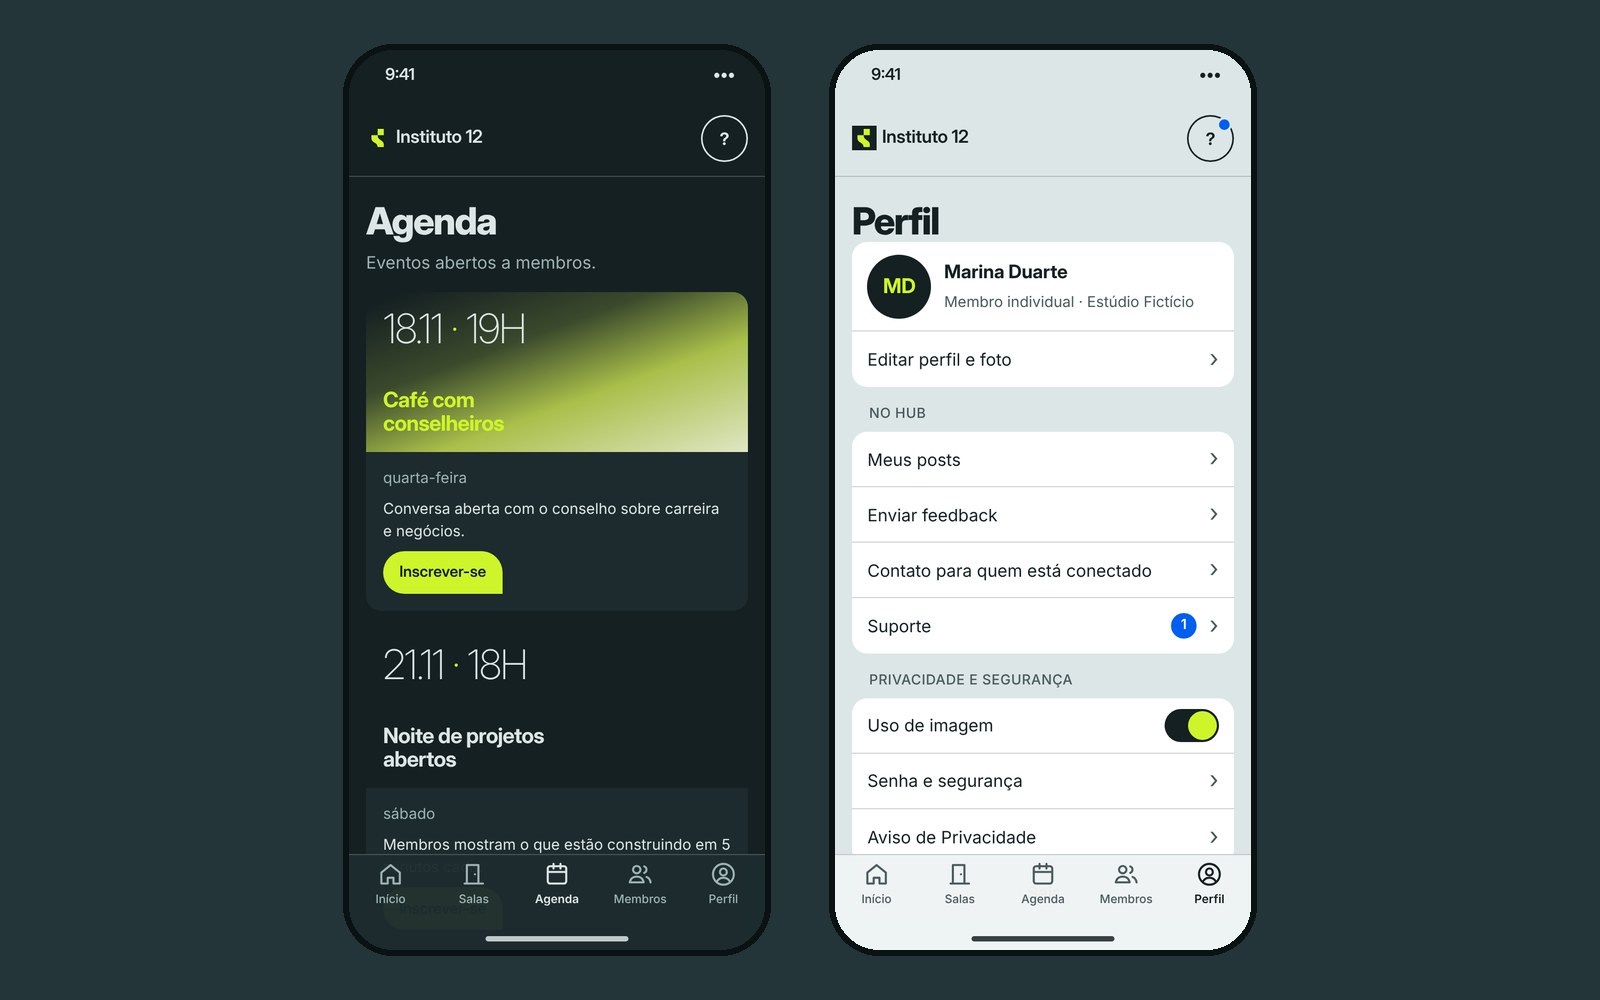 9:41
Instituto 12
?
Agenda
Eventos abertos a membros.
18.11 · 19H
Café com
conselheiros
quarta-feira
Conversa aberta com o conselho sobre carreira
e negócios.
Inscrever-se
21.11 · 18H
Noite de projetos
abertos
sábado
Membros mostram o que estão construindo em 5
Inscrever-se
Início
Salas
Agenda
Membros
Perfil
9:41
Instituto 12
?
Perfil
MD
Marina Duarte
Membro individual · Estúdio Fictício
Editar perfil e foto
NO HUB
Meus posts
Enviar feedback
Contato para quem está conectado
Suporte
1
PRIVACIDADE E SEGURANÇA
Uso de imagem
Senha e segurança
Aviso de Privacidade
Início
Salas
Agenda
Membros
Perfil